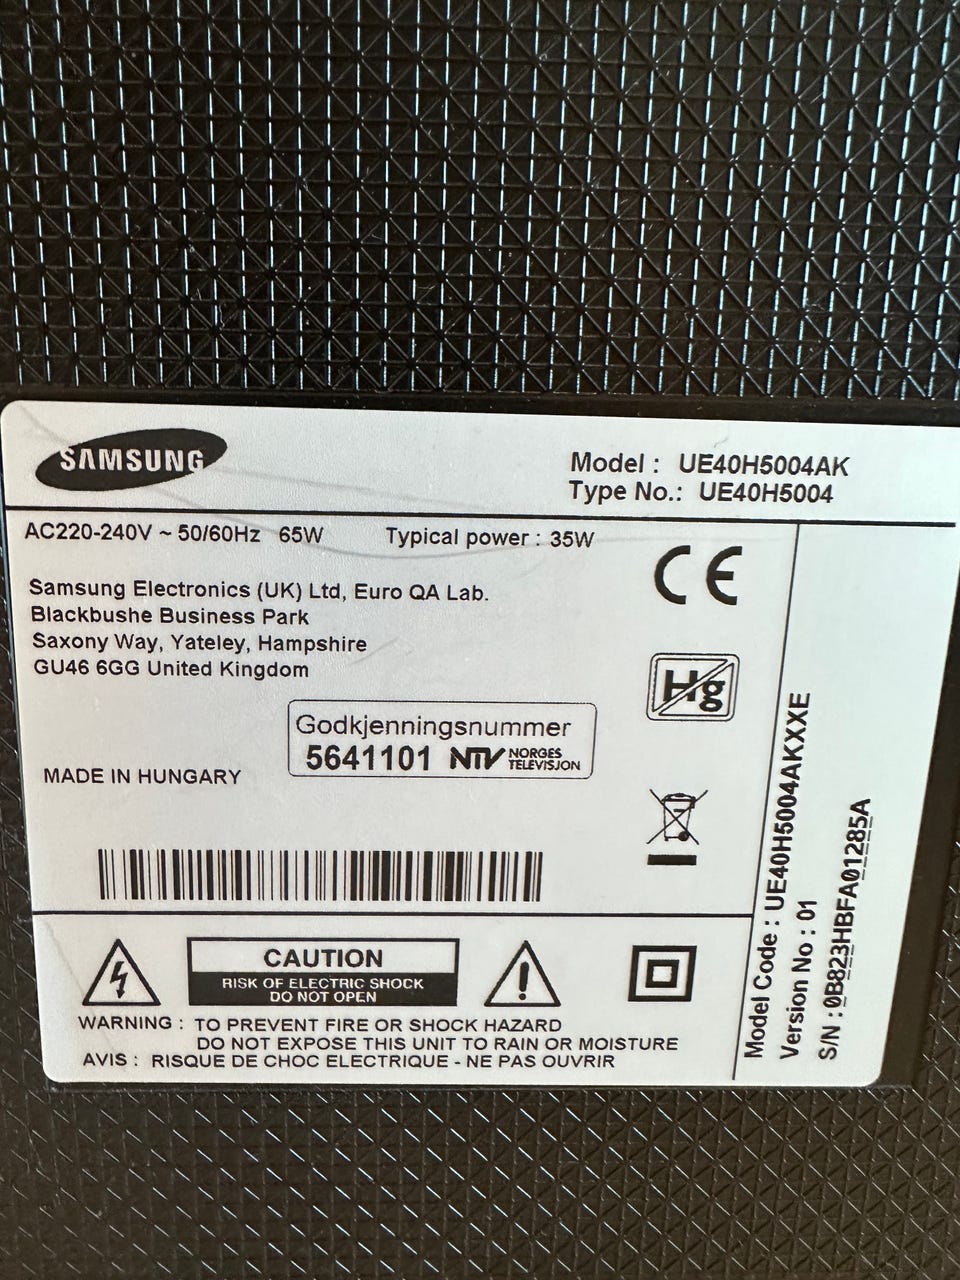 SAMSUNG
Model : UE40H5004AK
Type No.: UE40H5004
AC220-240V ~ 50/60Hz 65W Typical power : 35W
Samsung Electronics (UK) Ltd, Euro QA Lab.
Blackbushe Business Park
Saxony Way, Yateley, Hampshire
GU46 6GG United Kingdom
CE
Hg
Godkjenningsnummer
5641101 NTV NORGES
TELEVISJON
MADE IN HUNGARY
Model Code : UE40H5004AKXXE
Version No : 01
S/N : 0B823HBFA01285A
CAUTION
RISK OF ELECTRIC SHOCK
DO NOT OPEN
WARNING : TO PREVENT FIRE OR SHOCK HAZARD
DO NOT EXPOSE THIS UNIT TO RAIN OR MOISTURE
AVIS : RISQUE DE CHOC ELECTRIQUE - NE PAS OUVRIR